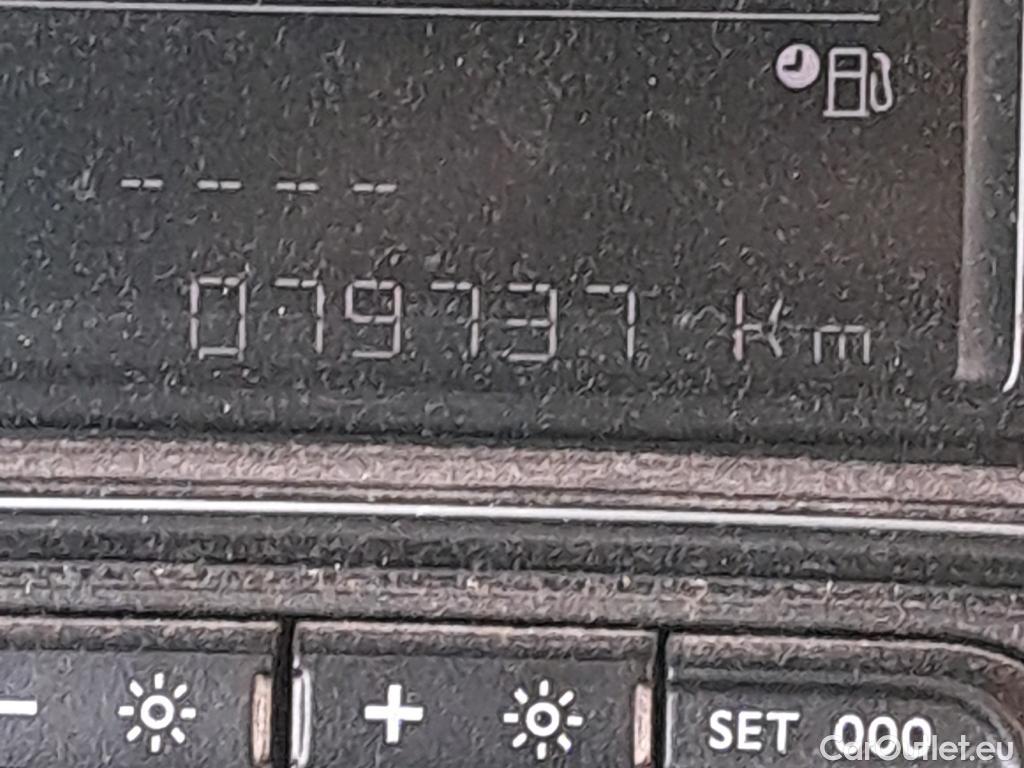 - - - -
079737 Km
- +
SET 000
CarOutlet.eu